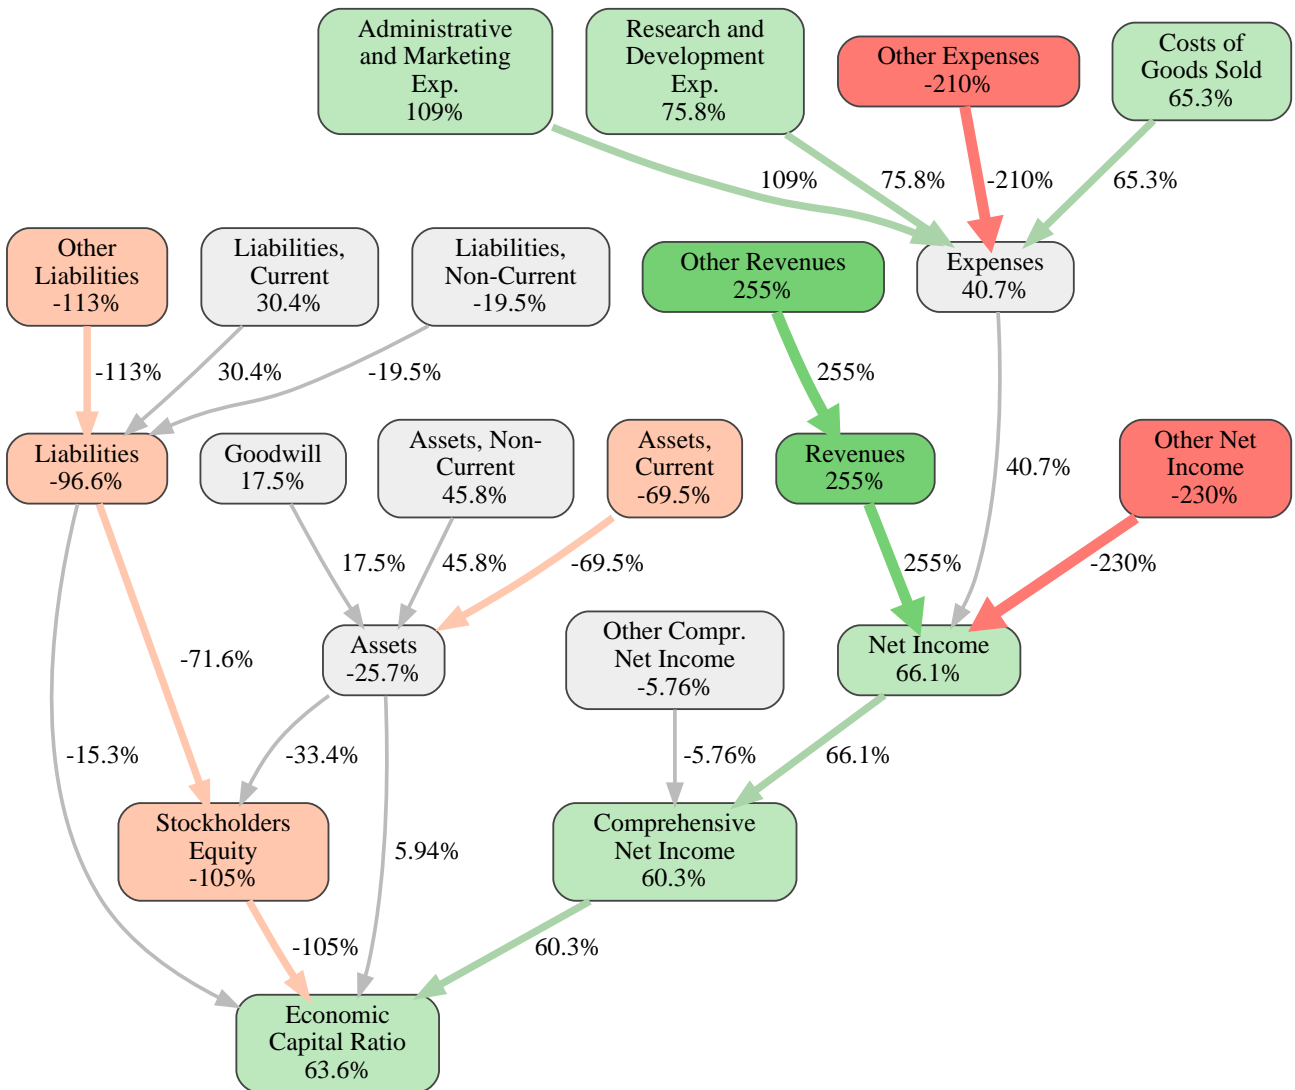 Administrative
and Marketing
Exp.
109%
Research and
Development
Exp.
75.8%
Other Expenses
-210%
Costs of
Goods Sold
65.3%
109%
75.8%
-210%
65.3%
Other
Liabilities
-113%
Liabilities,
Current
30.4%
Liabilities,
Non-Current
-19.5%
Other Revenues
255%
Expenses
40.7%
-113%
30.4%
-19.5%
255%
40.7%
Liabilities
-96.6%
Goodwill
17.5%
Assets, Non-
Current
45.8%
Assets,
Current
-69.5%
Revenues
255%
Other Net
Income
-230%
17.5%
45.8%
-69.5%
255%
-230%
-71.6%
Assets
-25.7%
Other Compr.
Net Income
-5.76%
Net Income
66.1%
-15.3%
-33.4%
-5.76%
66.1%
Stockholders
Equity
-105%
5.94%
Comprehensive
Net Income
60.3%
-105%
60.3%
Economic
Capital Ratio
63.6%